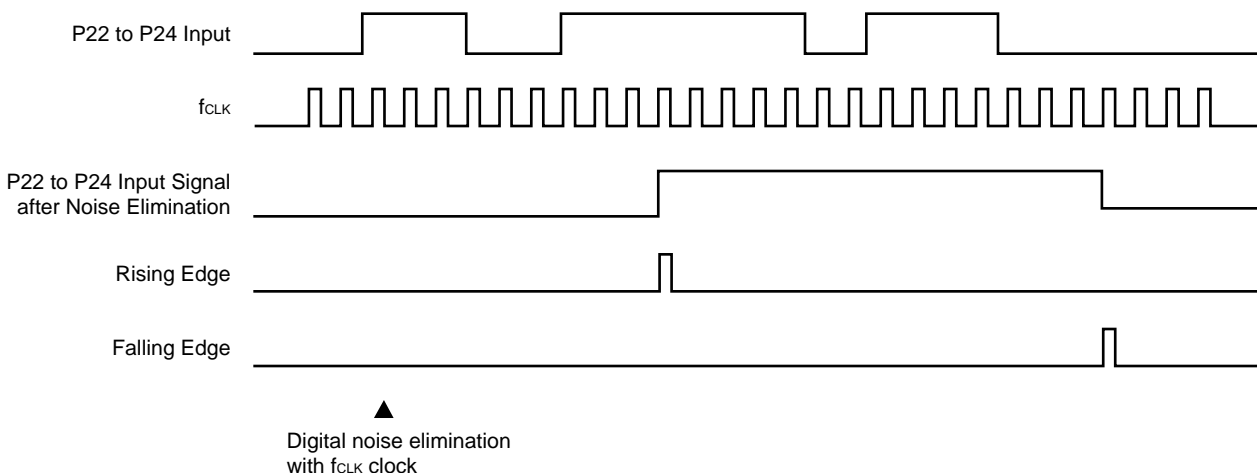 P22 to P24 Input
fCLK
P22 to P24 Input Signal
after Noise Elimination
Rising Edge
Falling Edge
Digital noise elimination
with fCLK clock